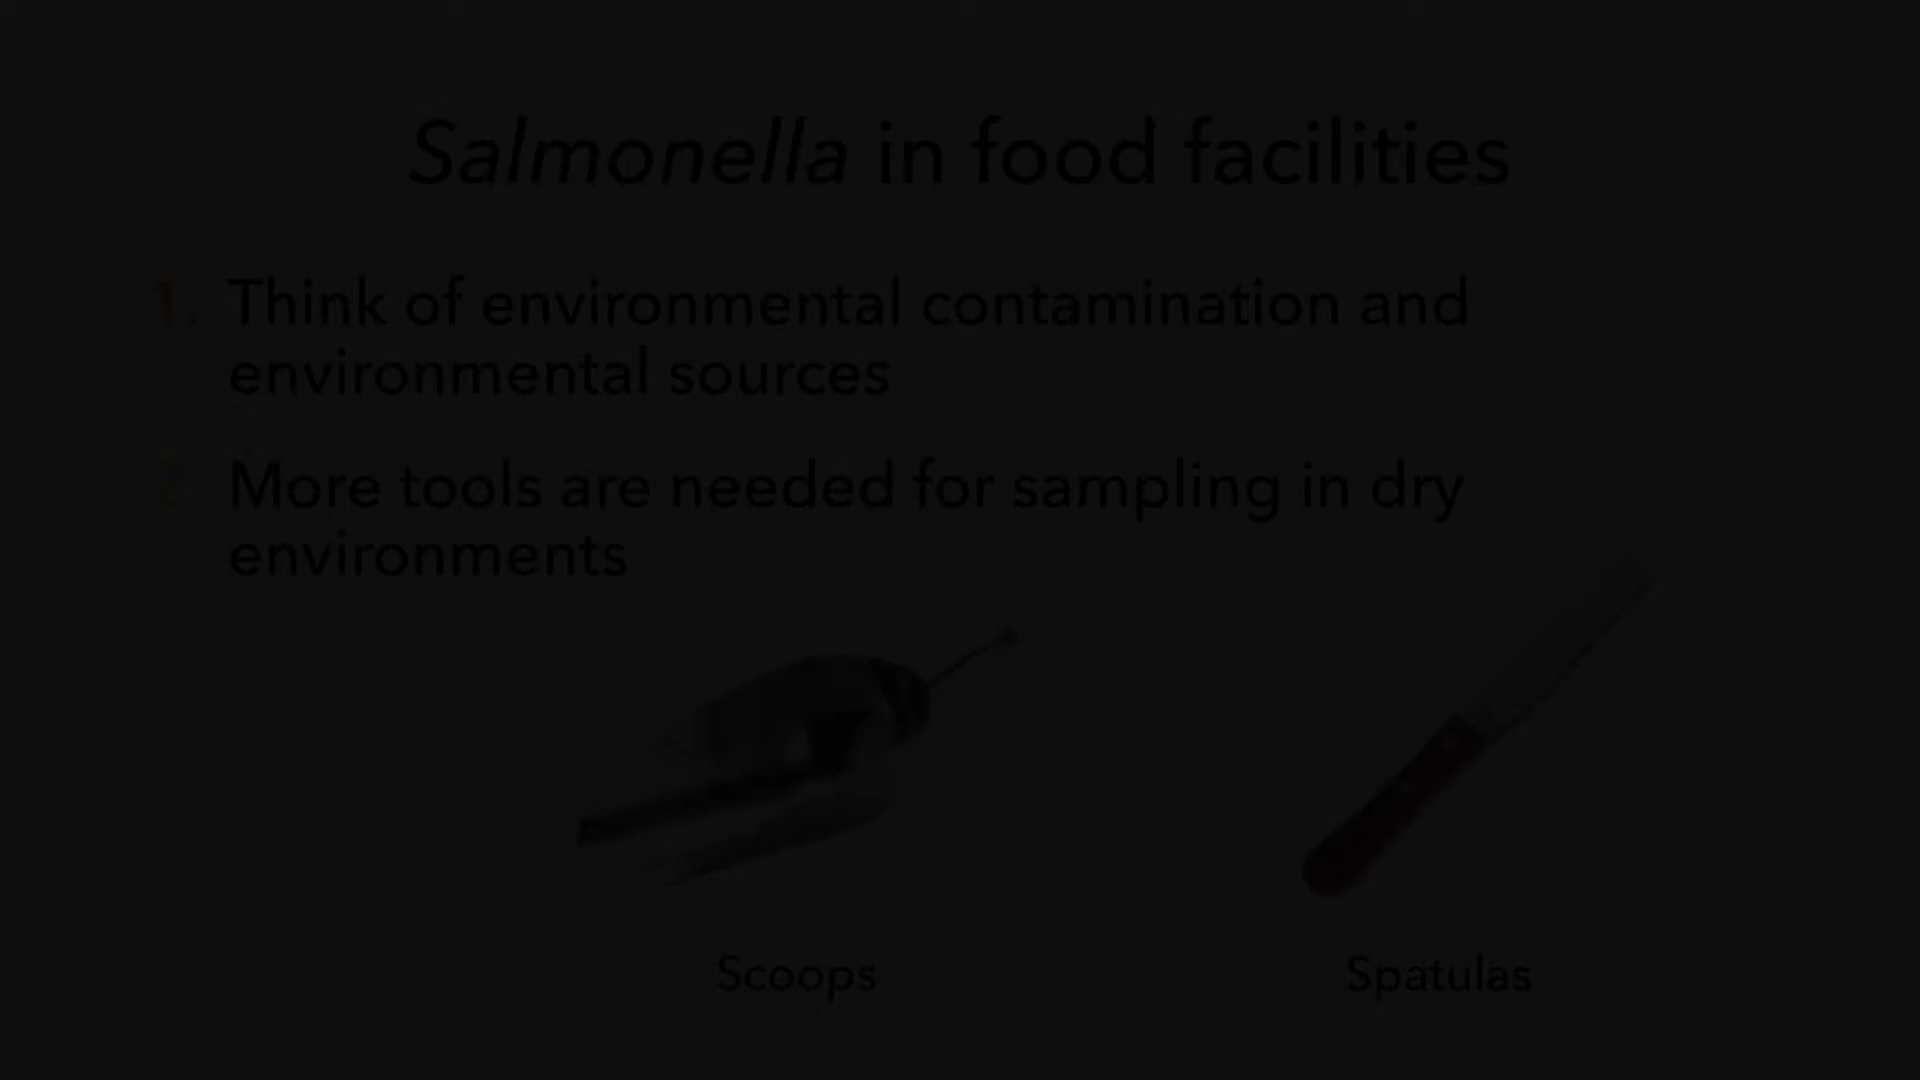 Salmonella in food facilities
1. Think of environmental contamination and
environmental sources
2. More tools are needed for sampling in dry
environments
Scoops
Spatulas